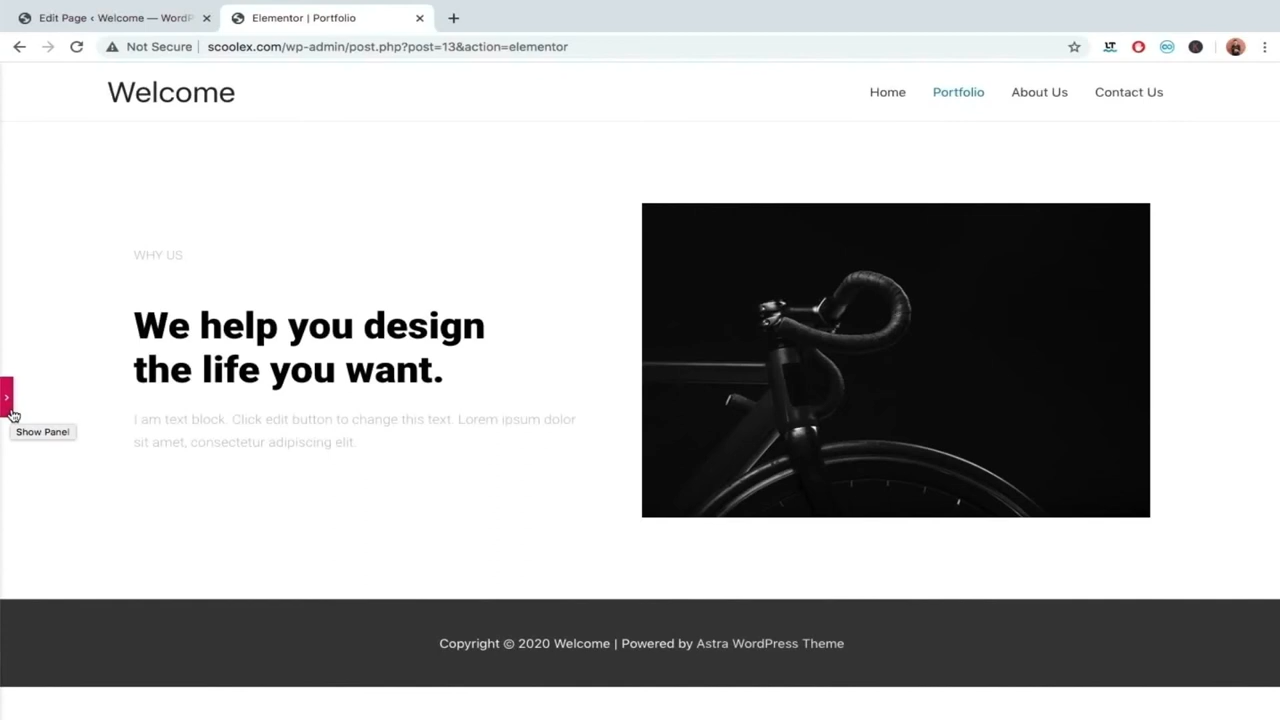 Edit Page ‹ Welcome — WordP
Elementor | Portfolio
Not Secure
scoolex.com/wp-admin/post.php?post=13&action=elementor
LT
Welcome
Home
Portfolio
About Us
Contact Us
WHY US
We help you design
the life you want.
Show Panel
I am text block. Click edit button to change this text. Lorem ipsum dolor
sit amet, consectetur adipiscing elit.
Copyright © 2020 Welcome | Powered by Astra WordPress Theme